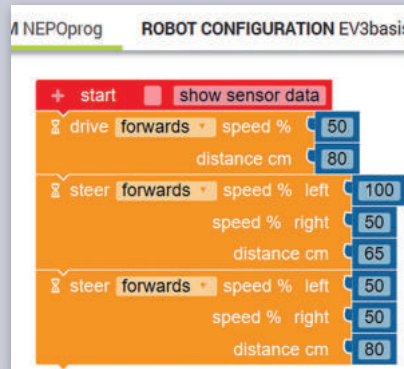 NEPOprog ROBOT CONFIGURATION EV3basis
+ start show sensor data
drive forwards speed % 50
distance cm 80
steer forwards speed % left 100
speed % right 50
distance cm 65
steer forwards speed % left 50
speed % right 50
distance cm 80